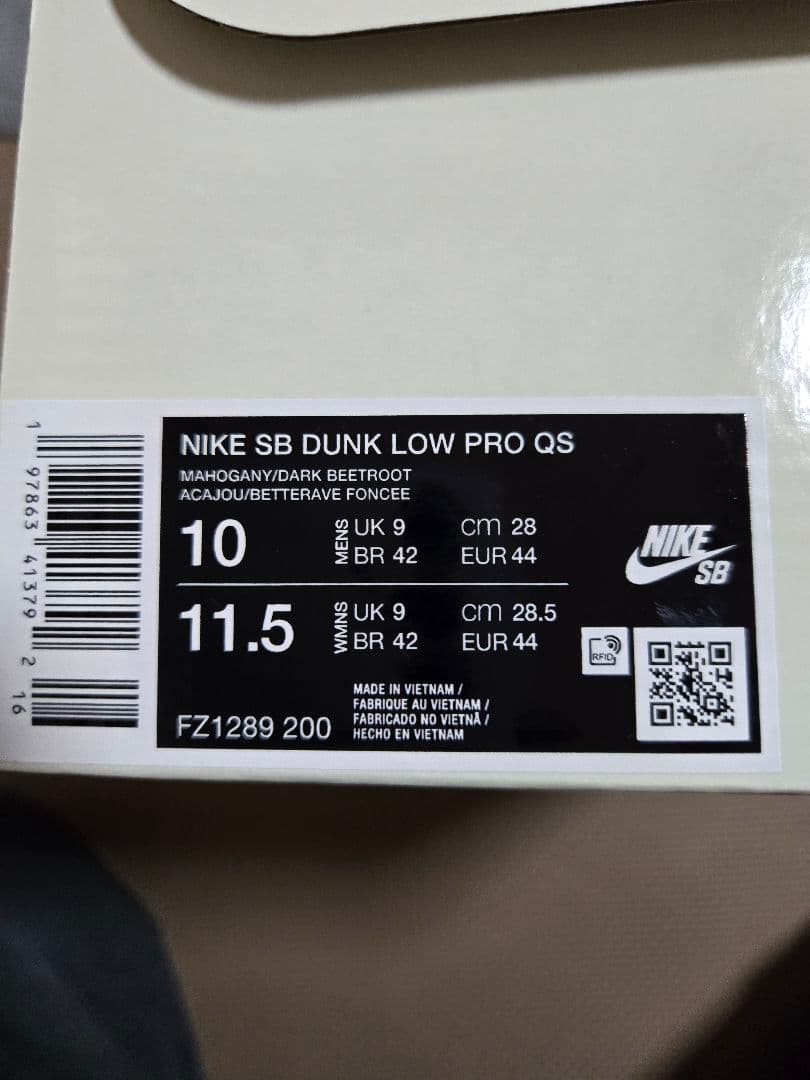 NIKE SB DUNK LOW PRO QS
MAHOGANY/DARK BEETROOT
ACAJOU/BETTERAVE FONCEE
10 MENS UK 9 cm 28
BR 42 EUR 44
11.5 WMNS UK 9 cm 28.5
BR 42 EUR 44
NIKE
SB
RFID
FZ1289 200
MADE IN VIETNAM /
FABRIQUE AU VIETNAM /
FABRICADO NO VIETNÃ /
HECHO EN VIETNAM
1 97863 41379 2 16